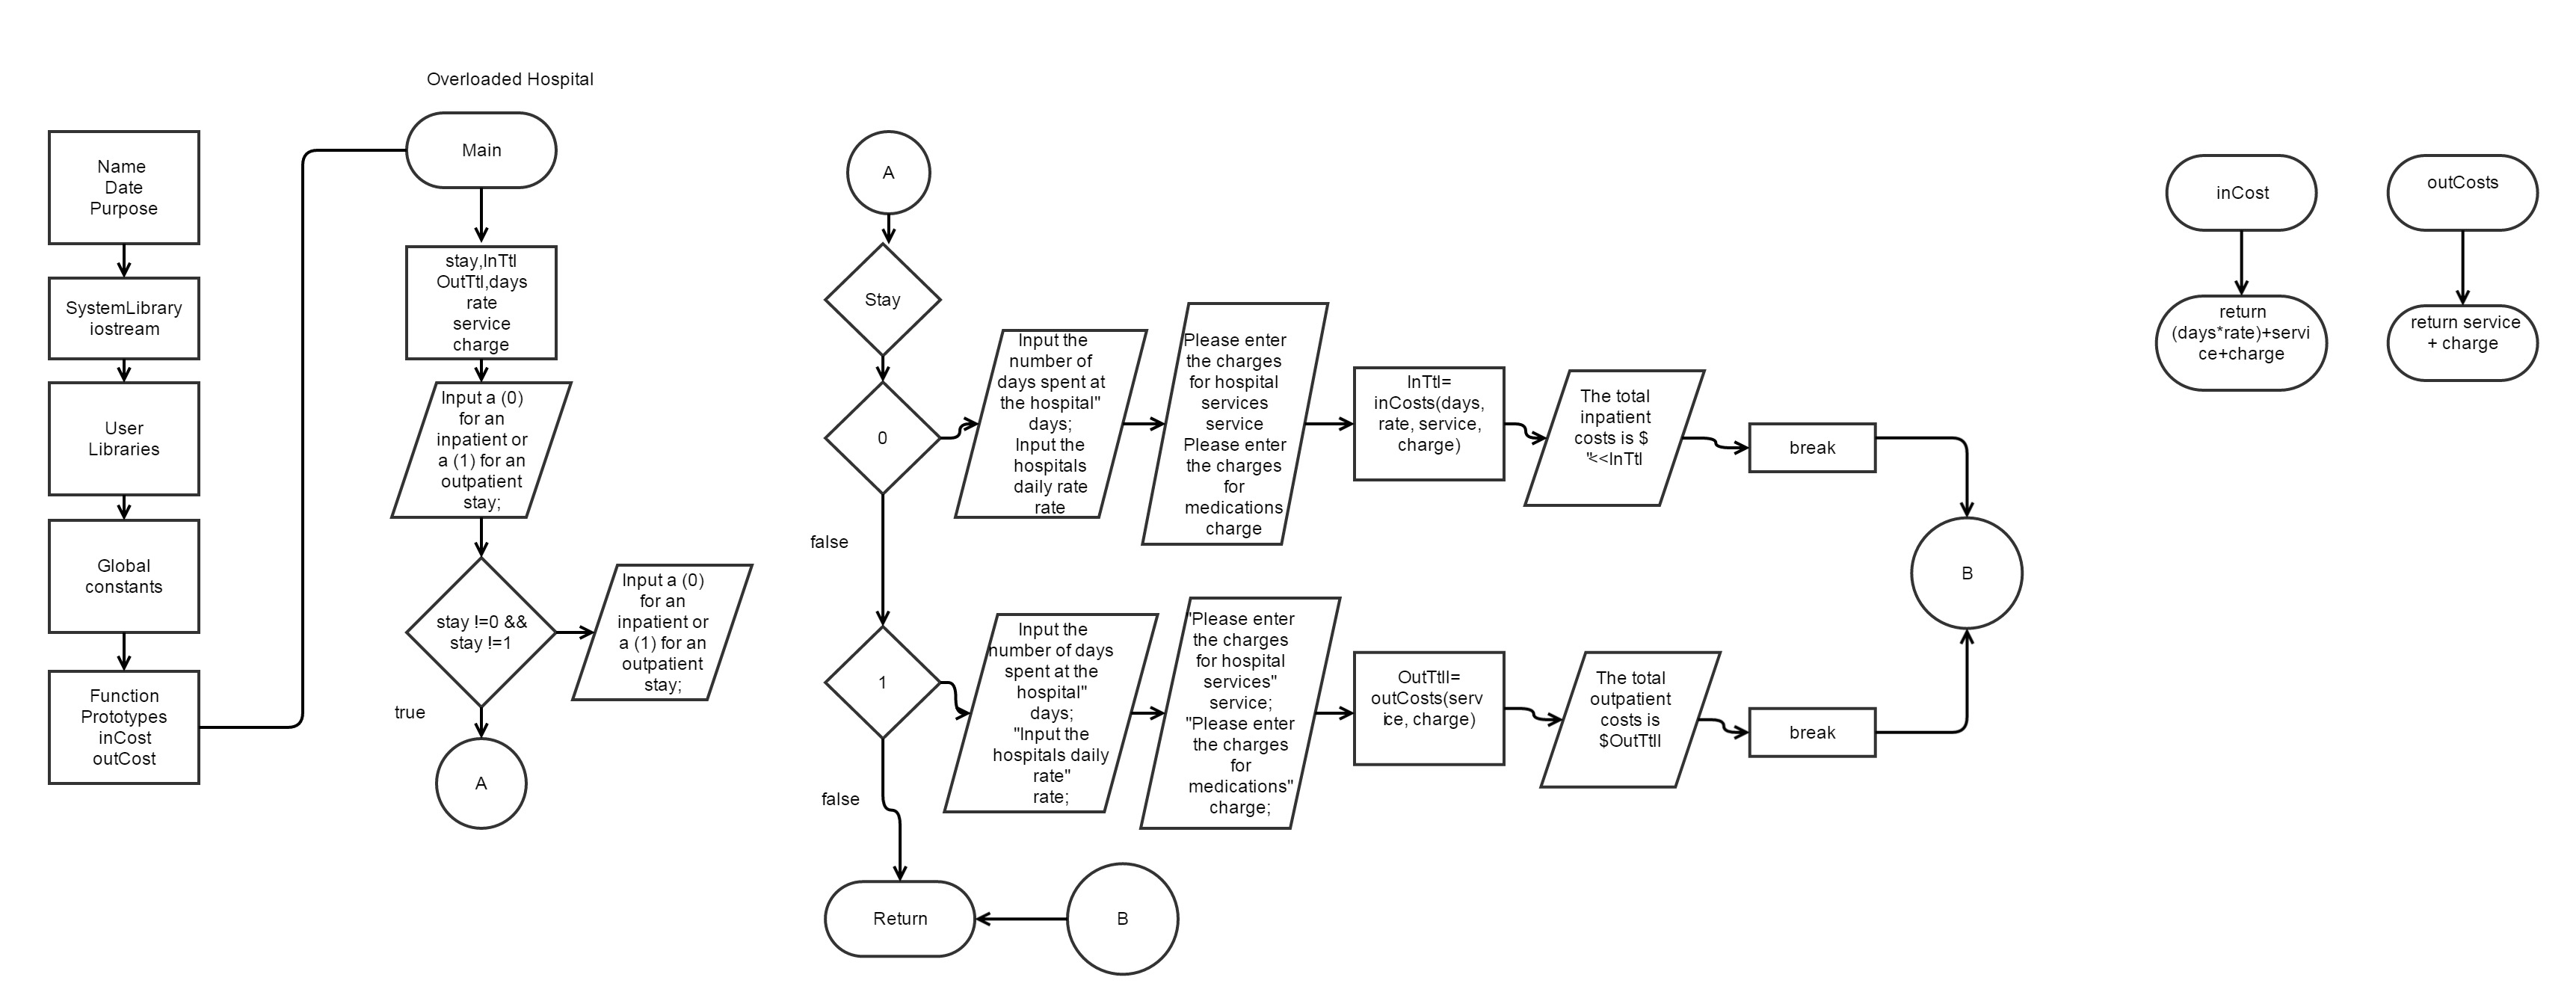 Overloaded Hospital
Name
Date
Purpose
SystemLibrary
iostream
User
Libraries
Global
constants
Function
Prototypes
inCost
outCost
Main
stay,InTtl
OutTtl,days
rate
service
charge
Input a (0)
for an
inpatient or
a (1) for an
outpatient
stay;
stay !=0 &&
stay !=1
Input a (0)
for an
inpatient or
a (1) for an
outpatient
stay;
true
A
A
Stay
0
Input the
number of
days spent at
the hospital"
days;
Input the
hospitals
daily rate
rate
Please enter
the charges
for hospital
services
service
Please enter
the charges
for
medications
charge
InTtl=
inCosts(days,
rate, service,
charge)
The total
inpatient
costs is $
"<<InTtl
break
B
false
1
Input the
number of days
spent at the
hospital"
days;
"Input the
hospitals daily
rate"
rate;
"Please enter
the charges
for hospital
services"
service;
"Please enter
the charges
for
medications"
charge;
OutTtll=
outCosts(serv
ice, charge)
The total
outpatient
costs is
$OutTtll
break
false
Return
B
inCost
return
(days*rate)+servi
ce+charge
outCosts
return service
+ charge